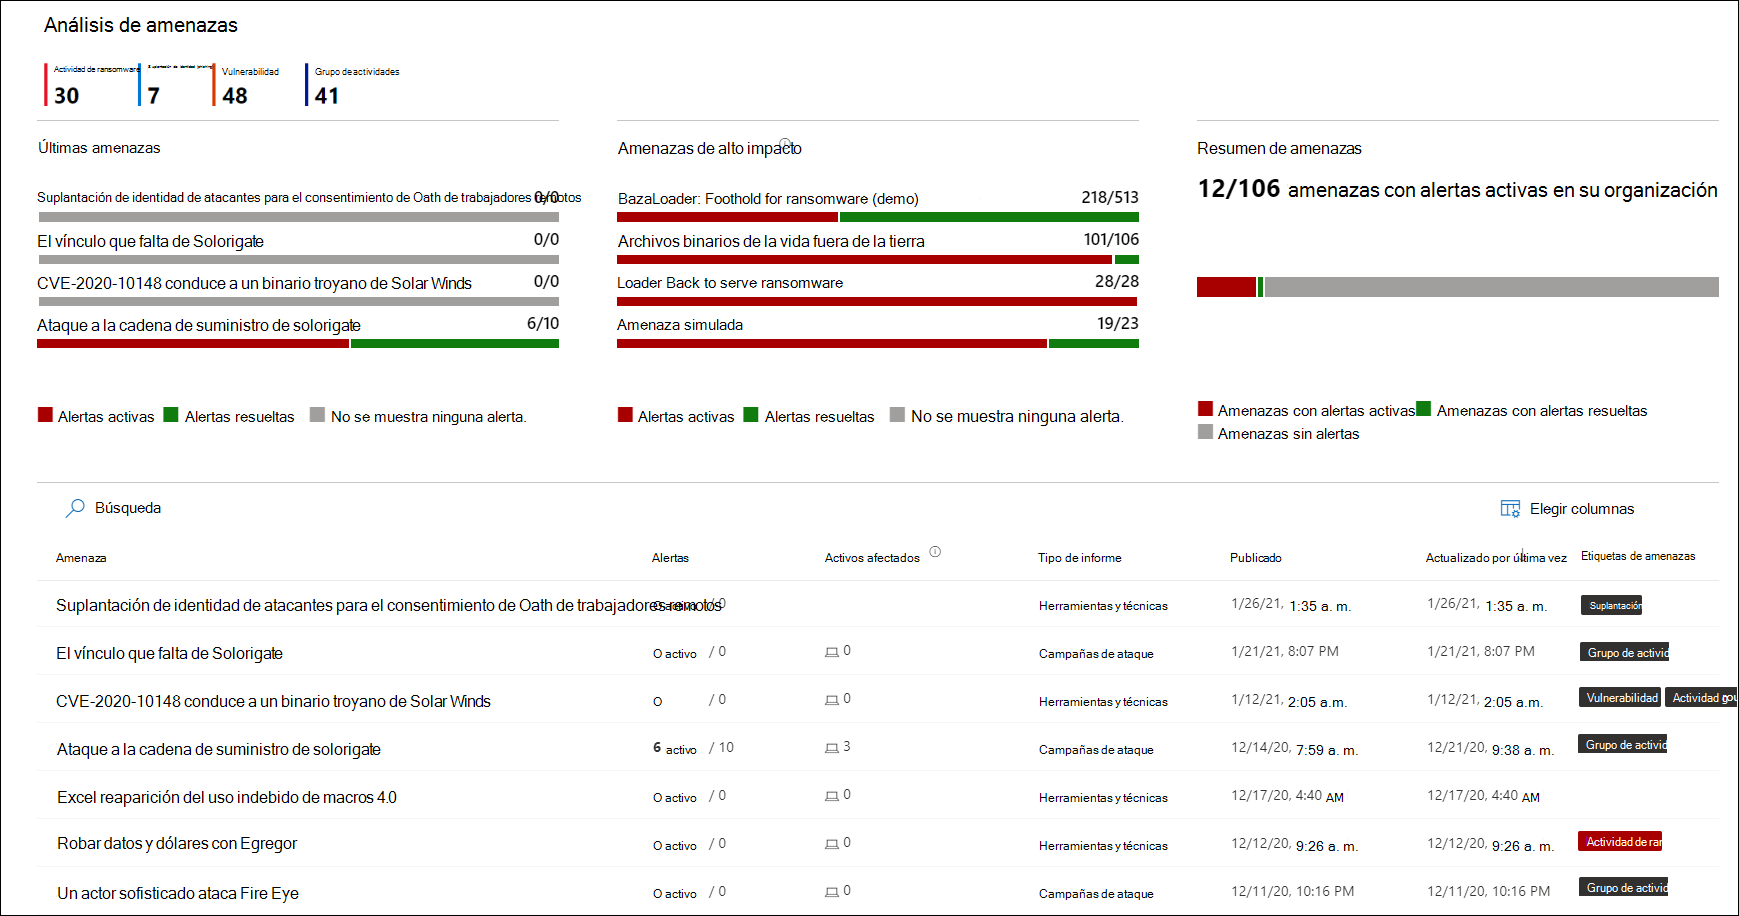 Análisis de amenazas
Actividad de ransomware
Suplantación de identidad (phishing)
Vulnerabilidad
Grupo de actividades
30
7
48
41
Últimas amenazas
Suplantación de identidad de atacantes para el consentimiento de Oath de trabajadores remotos 0/0
El vínculo que falta de Solorigate 0/0
CVE-2020-10148 conduce a un binario troyano de Solar Winds 0/0
Ataque a la cadena de suministro de solorigate 6/10
Alertas activas Alertas resueltas No se muestra ninguna alerta.
Amenazas de alto impacto
BazaLoader: Foothold for ransomware (demo) 218/513
Archivos binarios de la vida fuera de la tierra 101/106
Loader Back to serve ransomware 28/28
Amenaza simulada 19/23
Alertas activas Alertas resueltas No se muestra ninguna alerta.
Resumen de amenazas
12/106 amenazas con alertas activas en su organización
Amenazas con alertas activas Amenazas con alertas resueltas
Amenazas sin alertas
Búsqueda Elegir columnas
Amenaza Alertas Activos afectados Tipo de informe Publicado Actualizado por última vez Etiquetas de amenazas
Suplantación de identidad de atacantes para el consentimiento de Oath de trabajadores remotos O activo / 0 Herramientas y técnicas 1/26/21, 1:35 a. m. 1/26/21, 1:35 a. m. Suplantación
El vínculo que falta de Solorigate O activo / 0 0 Campañas de ataque 1/21/21, 8:07 PM 1/21/21, 8:07 PM Grupo de activid
CVE-2020-10148 conduce a un binario troyano de Solar Winds O / 0 0 Herramientas y técnicas 1/12/21, 2:05 a.m. 1/12/21, 2:05 a.m. Vulnerabilidad Actividad
Ataque a la cadena de suministro de solorigate 6 activo / 10 3 Campañas de ataque 12/14/20, 7:59 a. m. 12/21/20, 9:38 a. m. Grupo de activid
Excel reaparición del uso indebido de macros 4.0 O activo / 0 0 Herramientas y técnicas 12/17/20, 4:40 AM 12/17/20, 4:40 AM
Robar datos y dólares con Egregor O activo / 0 0 Herramientas y técnicas 12/12/20, 9:26 a. m. 12/12/20, 9:26 a. m. Actividad de ran
Un actor sofisticado ataca Fire Eye O activo / 0 0 Campañas de ataque 12/11/20, 10:16 PM 12/11/20, 10:16 PM Grupo de activid